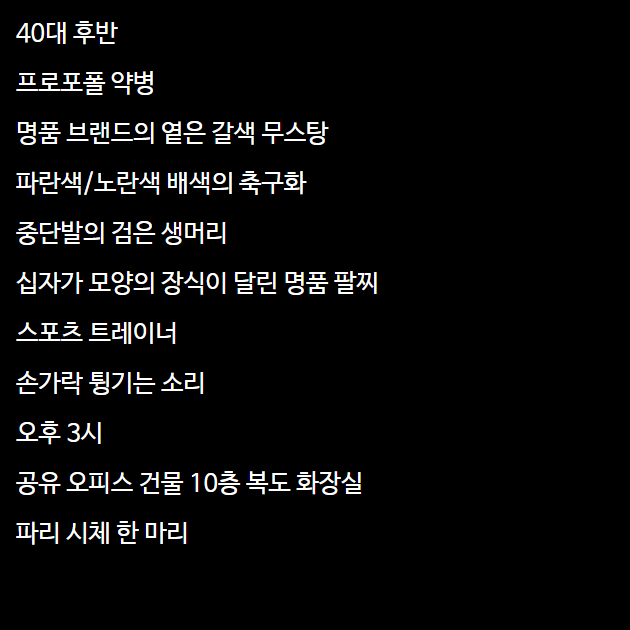 40대 후반
프로포폴 약병
명품 브랜드의 옅은 갈색 무스탕
파란색/노란색 배색의 축구화
중단발의 검은 생머리
십자가 모양의 장식이 달린 명품 팔찌
스포츠 트레이너
손가락 튕기는 소리
오후 3시
공유 오피스 건물 10층 복도 화장실
파리 시체 한 마리